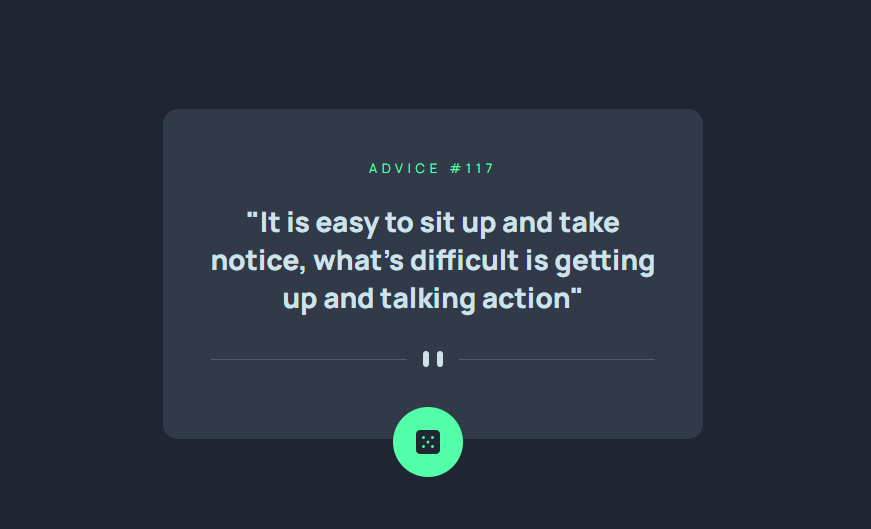 ADVICE #117
"It is easy to sit up and take
notice, what's difficult is getting
up and talking action"